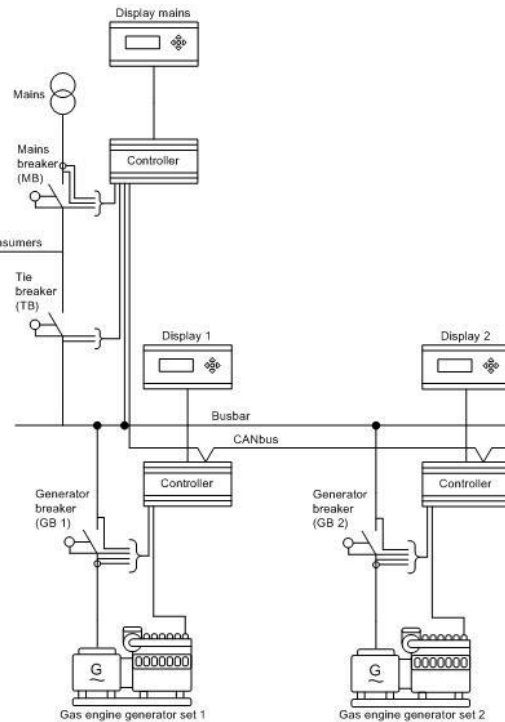 Display mains
Mains
Mains
breaker
(MB)
Controller
nsumers
Tie
breaker
(TB)
Display 1
Display 2
Busbar
CANbus
Controller
Controller
Generator
breaker
(GB 1)
Generator
breaker
(GB 2)
G
~
G
~
Gas engine generator set 1
Gas engine generator set 2